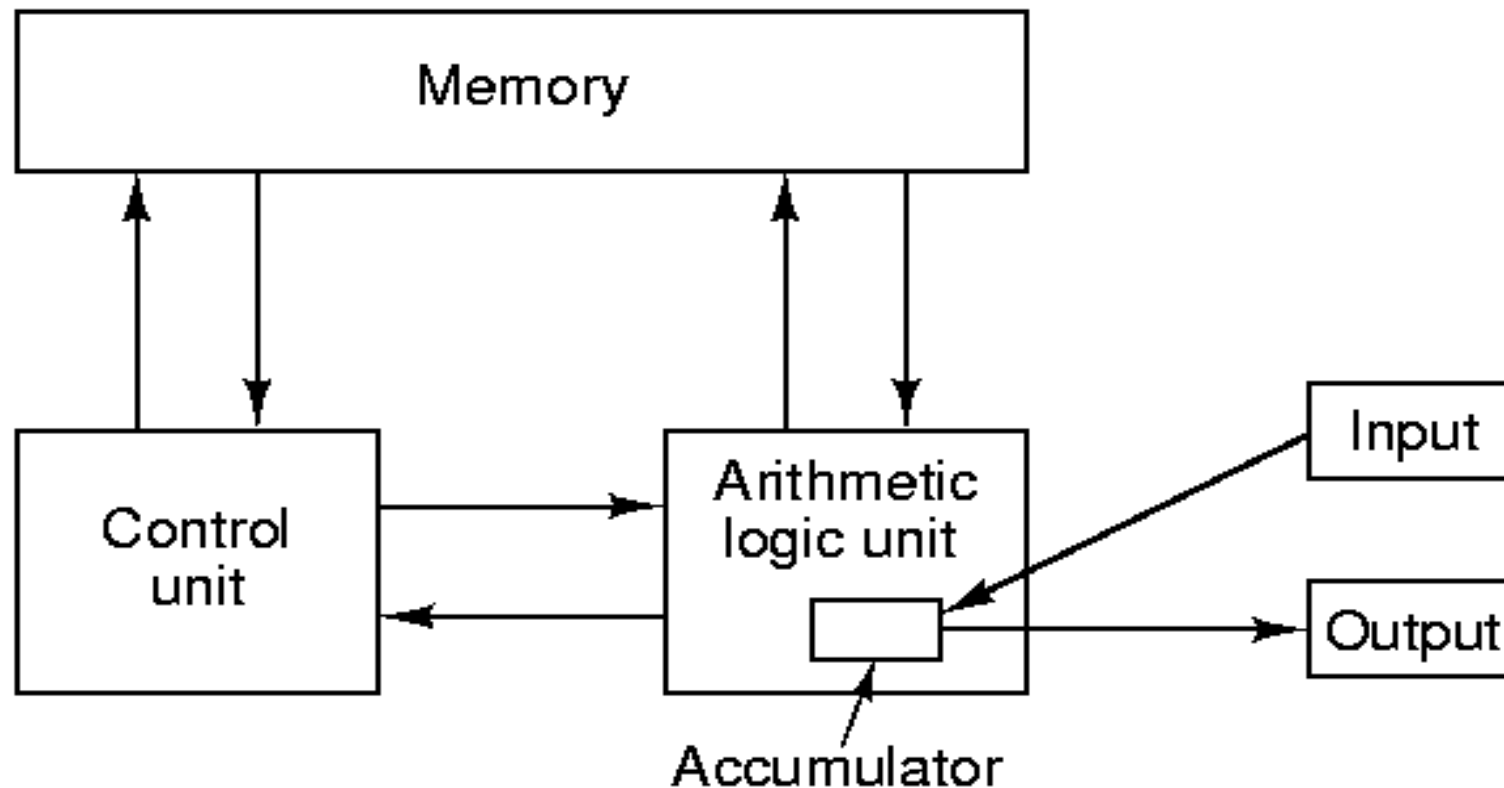 Memory
Control
unit
Arithmetic
logic unit
Input
Output
Accumulator